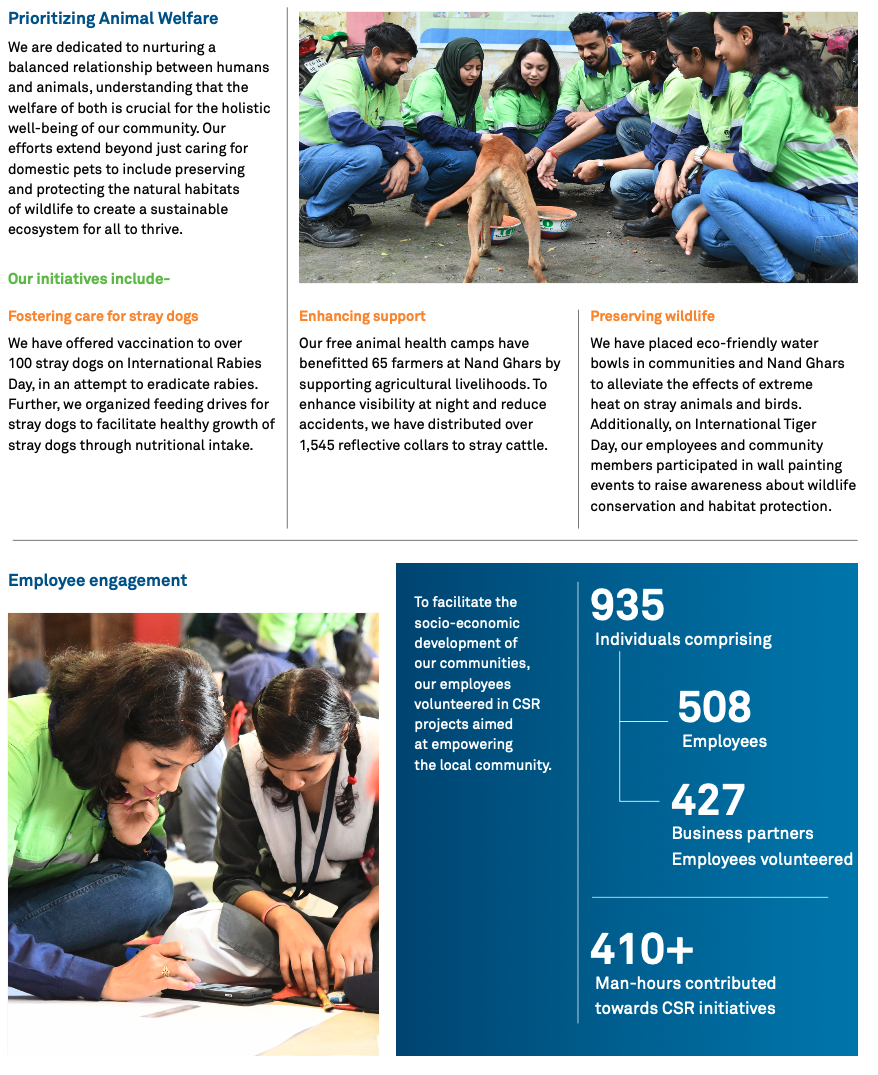 Prioritizing Animal Welfare
We are dedicated to nurturing a
balanced relationship between humans
and animals, understanding that the
welfare of both is crucial for the holistic
well-being of our community. Our
efforts extend beyond just caring for
domestic pets to include preserving
and protecting the natural habitats
of wildlife to create a sustainable
ecosystem for all to thrive.
Our initiatives include-
Fostering care for stray dogs
We have offered vaccination to over
100 stray dogs on International Rabies
Day, in an attempt to eradicate rabies.
Further, we organized feeding drives for
stray dogs to facilitate healthy growth of
stray dogs through nutritional intake.
Enhancing support
Our free animal health camps have
benefitted 65 farmers at Nand Ghars by
supporting agricultural livelihoods. To
enhance visibility at night and reduce
accidents, we have distributed over
1,545 reflective collars to stray cattle.
Preserving wildlife
We have placed eco-friendly water
bowls in communities and Nand Ghars
to alleviate the effects of extreme
heat on stray animals and birds.
Additionally, on International Tiger
Day, our employees and community
members participated in wall painting
events to raise awareness about wildlife
conservation and habitat protection.
Employee engagement
To facilitate the
socio-economic
development of
our communities,
our employees
volunteered in CSR
projects aimed
at empowering
the local community.
935
Individuals comprising
508
Employees
427
Business partners
Employees volunteered
410+
Man-hours contributed
towards CSR initiatives